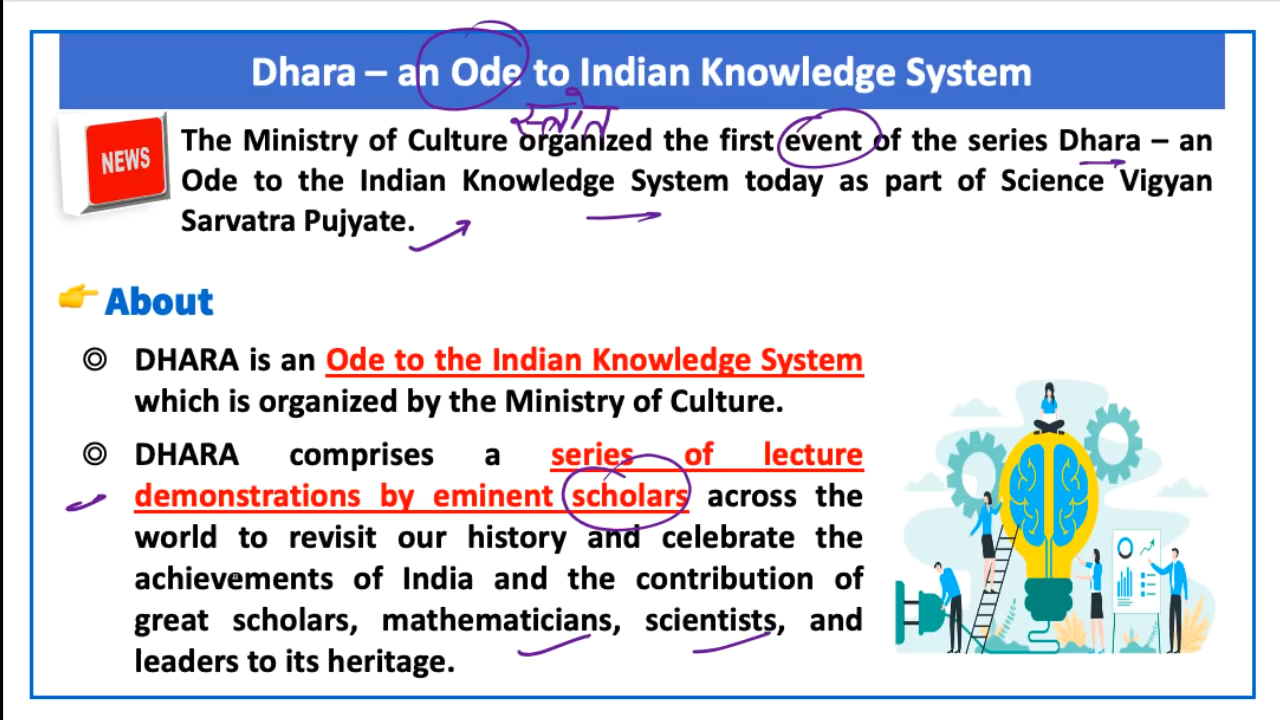 Dhara – an Ode to Indian Knowledge System
NEWS
The Ministry of Culture organized the first event of the series Dhara – an
Ode to the Indian Knowledge System today as part of Science Vigyan
Sarvatra Pujyate.
About
DHARA is an Ode to the Indian Knowledge System
which is organized by the Ministry of Culture.
DHARA comprises a series of lecture
demonstrations by eminent scholars across the
world to revisit our history and celebrate the
achievements of India and the contribution of
great scholars, mathematicians, scientists, and
leaders to its heritage.